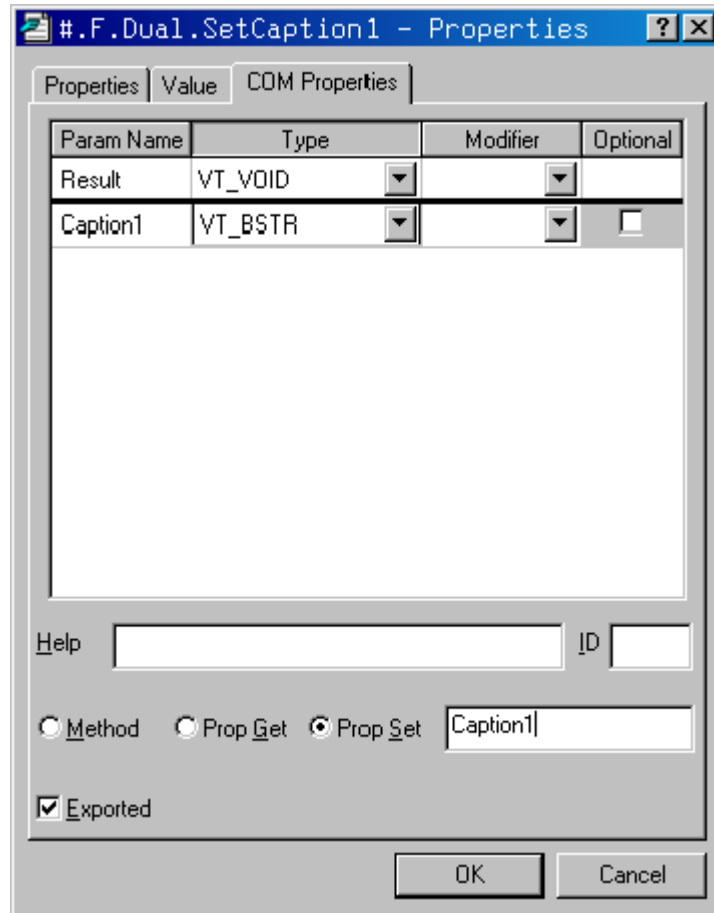 #.F.Dual.SetCaption1 - Properties ? X
Properties Value COM Properties
Param Name Type Modifier Optional
Result VT_VOID
Caption1 VT_BSTR
Help ID
Method Prop Get Prop Set Caption1
Exported
OK Cancel